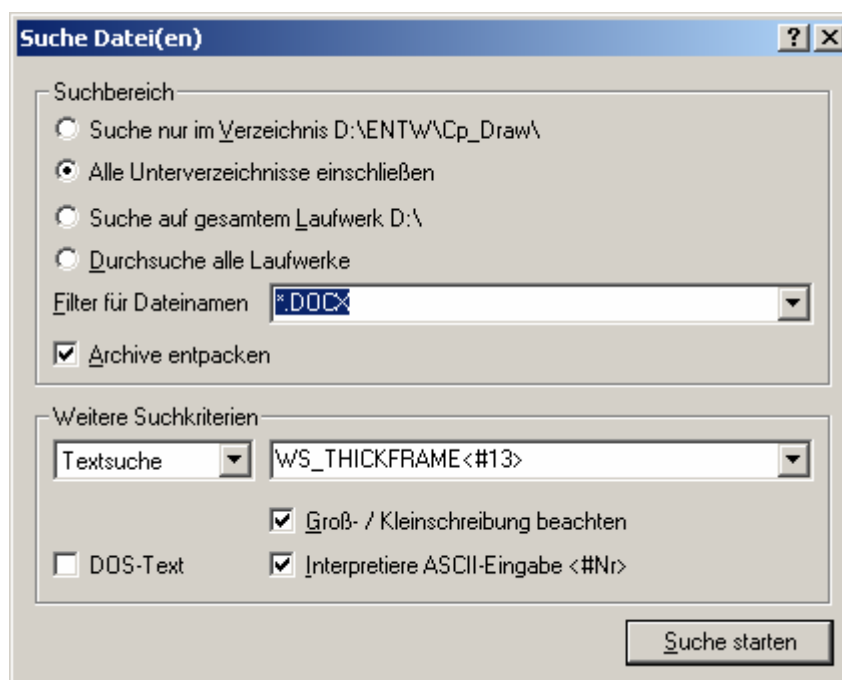 Suche Datei(en)
Suchbereich
Suche nur im Verzeichnis D:\ENTW\Cp_Draw\
Alle Unterverzeichnisse einschließen
Suche auf gesamtem Laufwerk D:\
Durchsuche alle Laufwerke
Filter für Dateinamen *.DOCX
Archive entpacken
Weitere Suchkriterien
Textsuche WS_THICKFRAME<#13>
Groß- / Kleinschreibung beachten
DOS-Text Interpretiere ASCII-Eingabe <#Nr>
Suche starten